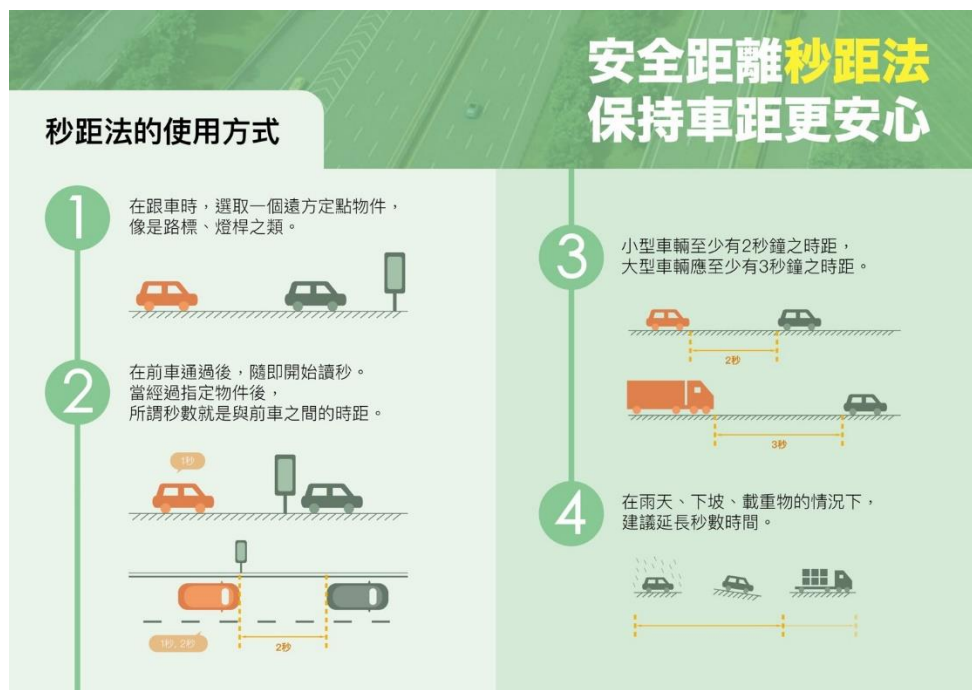 安全距離秒距法
保持車距更安心
秒距法的使用方式
1
在跟車時，選取一個遠方定點物件，
像是路標、燈桿之類。
2
在前車通過後，隨即開始讀秒。
當經過指定物件後，
所謂秒數就是與前車之間的時距。
1秒
1秒, 2秒
2秒
3
小型車輛至少有2秒鐘之時距，
大型車輛應至少有3秒鐘之時距。
2秒
3秒
4
在雨天、下坡、載重物的情況下，
建議延長秒數時間。